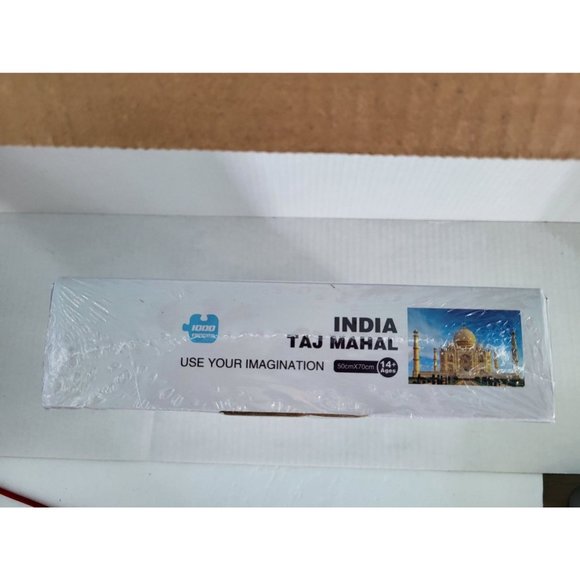 1000
INDIA
TAJ MAHAL
USE YOUR IMAGINATION
50cmX70cm
14+
Ages